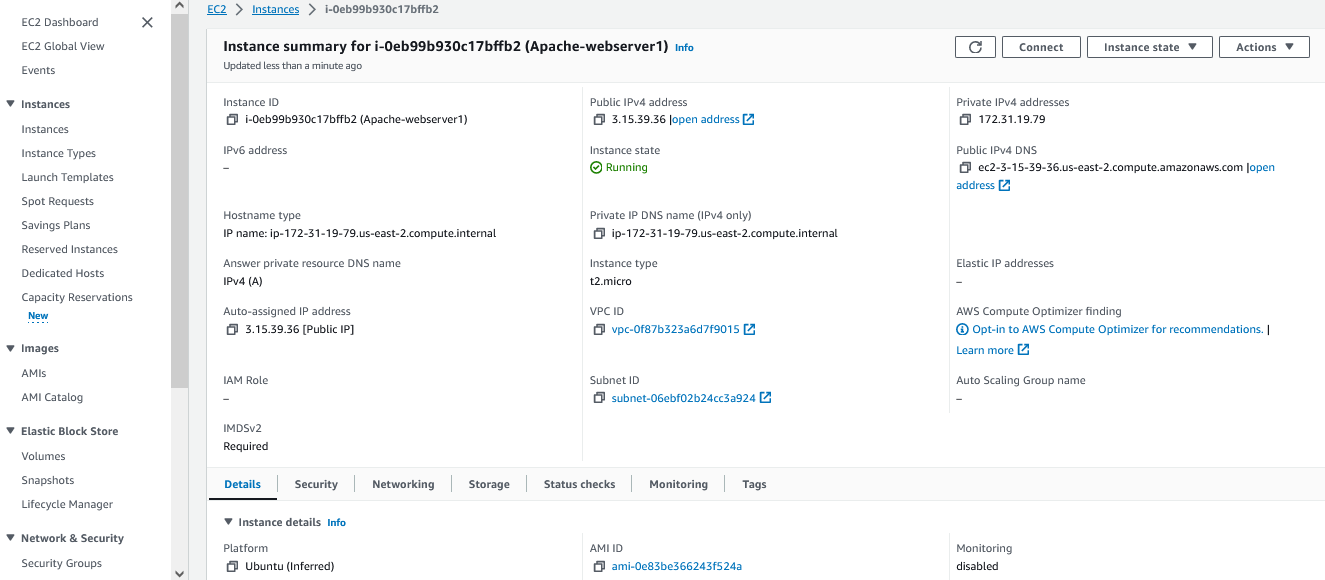 EC2 Dashboard
EC2 Global View
Events
Instances
Instances
Instance Types
Launch Templates
Spot Requests
Savings Plans
Reserved Instances
Dedicated Hosts
Capacity Reservations
New
Images
AMIs
AMI Catalog
Elastic Block Store
Volumes
Snapshots
Lifecycle Manager
Network & Security
Security Groups
EC2 > Instances > i-0eb99b930c17bffb2
Instance summary for i-0eb99b930c17bffb2 (Apache-webserver1) Info
Updated less than a minute ago
Connect
Instance state
Actions
Instance ID
i-0eb99b930c17bffb2 (Apache-webserver1)
Public IPv4 address
3.15.39.36 |open address
Private IPv4 addresses
172.31.19.79
IPv6 address
–
Instance state
Running
Public IPv4 DNS
ec2-3-15-39-36.us-east-2.compute.amazonaws.com |open
address
Hostname type
IP name: ip-172-31-19-79.us-east-2.compute.internal
Private IP DNS name (IPv4 only)
ip-172-31-19-79.us-east-2.compute.internal
Answer private resource DNS name
IPv4 (A)
Instance type
t2.micro
Elastic IP addresses
–
Auto-assigned IP address
3.15.39.36 [Public IP]
VPC ID
vpc-0f87b323a6d7f9015
AWS Compute Optimizer finding
Opt-in to AWS Compute Optimizer for recommendations. |
Learn more
IAM Role
–
Subnet ID
subnet-06ebf02b24cc3a924
Auto Scaling Group name
–
IMDSv2
Required
Details
Security
Networking
Storage
Status checks
Monitoring
Tags
Instance details Info
Platform
Ubuntu (Inferred)
AMI ID
ami-0e83be366243f524a
Monitoring
disabled